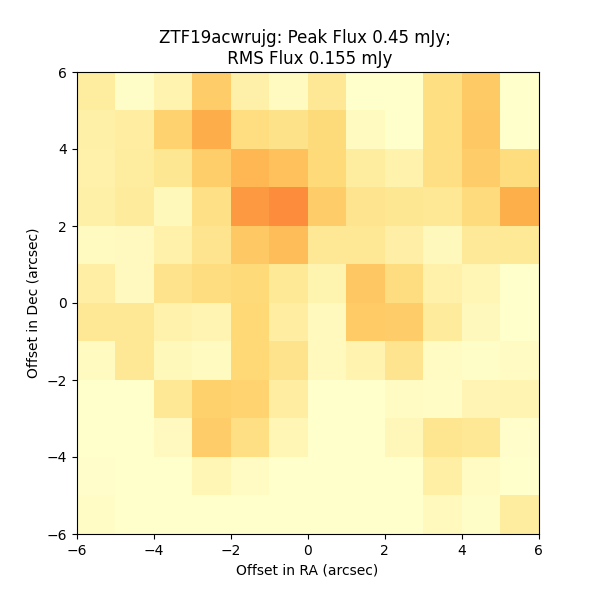 ZTF19acwrujg: Peak Flux 0.45 mJy;
RMS Flux 0.155 mJy
6
4
2
0
−2
−4
−6
Offset in Dec (arcsec)
−6 −4 −2 0 2 4 6
Offset in RA (arcsec)